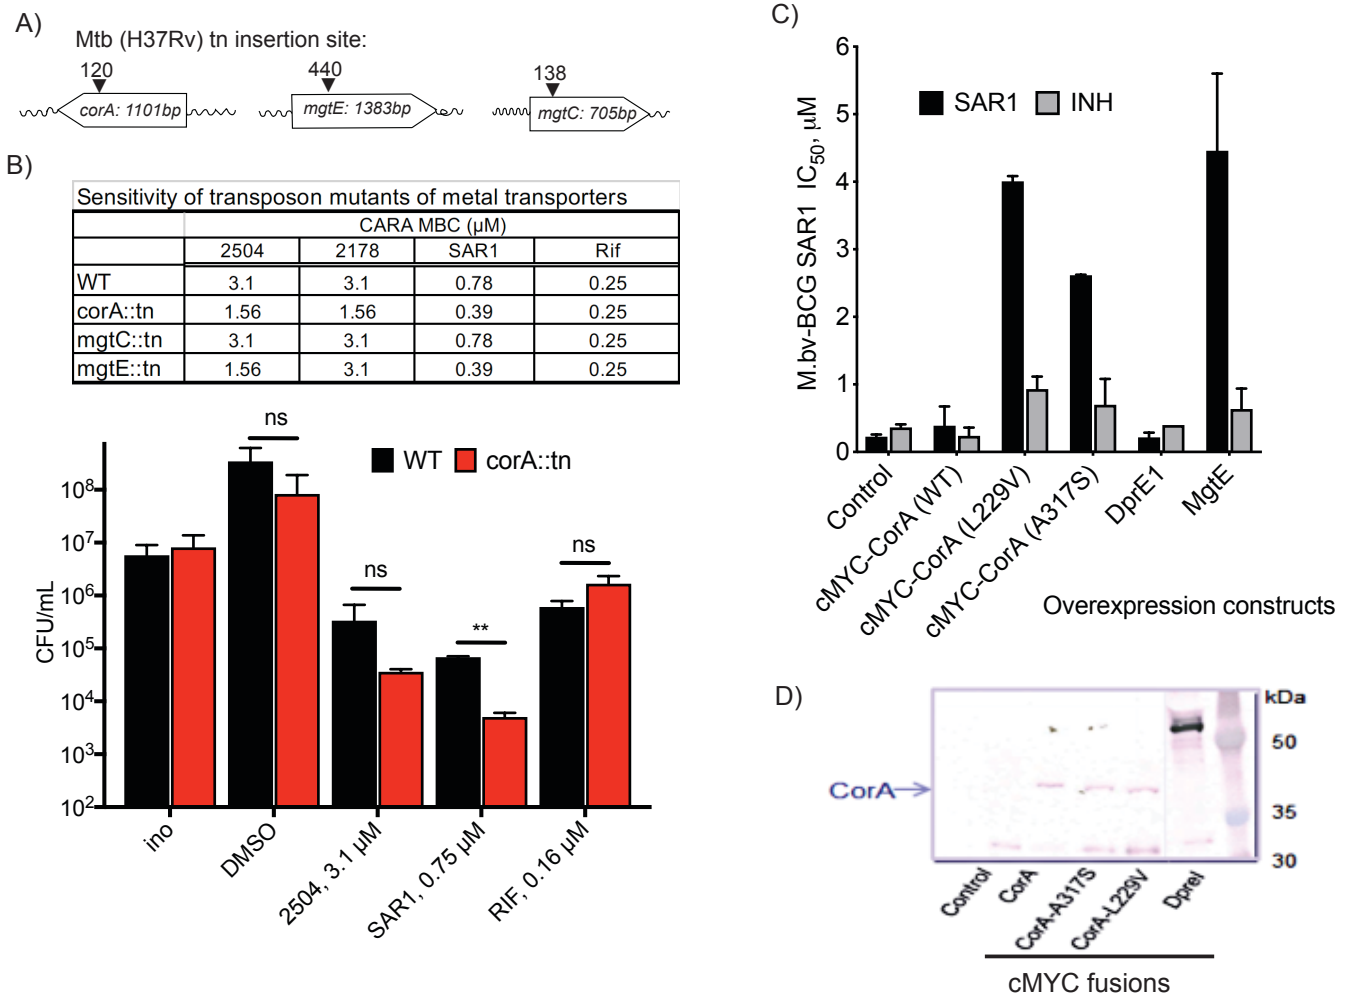 A)
Mtb (H37Rv) tn insertion site:
120
440
138
corA: 1101bp
mgtE: 1383bp
mgtC: 705bp
B)
Sensitivity of transposon mutants of metal transporters
CARA MBC (µM)
2504 2178 SAR1 Rif
WT 3.1 3.1 0.78 0.25
corA::tn 1.56 1.56 0.39 0.25
mgtC::tn 3.1 3.1 0.78 0.25
mgtE::tn 1.56 3.1 0.39 0.25
WT corA::tn
ns
ns
**
ns
CFU/mL
10⁸
10⁷
10⁶
10⁵
10⁴
10³
10²
ino
DMSO
2504, 3.1 µM
SAR1, 0.75 µM
RIF, 0.16 µM
C)
SAR1 INH
M.bv-BCG SAR1 IC₅₀, µM
6
5
4
3
2
1
0
Control
cMYC-CorA (WT)
cMYC-CorA (L229V)
cMYC-CorA (A317S)
DprE1
MgtE
Overexpression constructs
D)
kDa
50
35
30
CorA
Control
CorA
CorA-A317S
CorA-L229V
DpreI
cMYC fusions